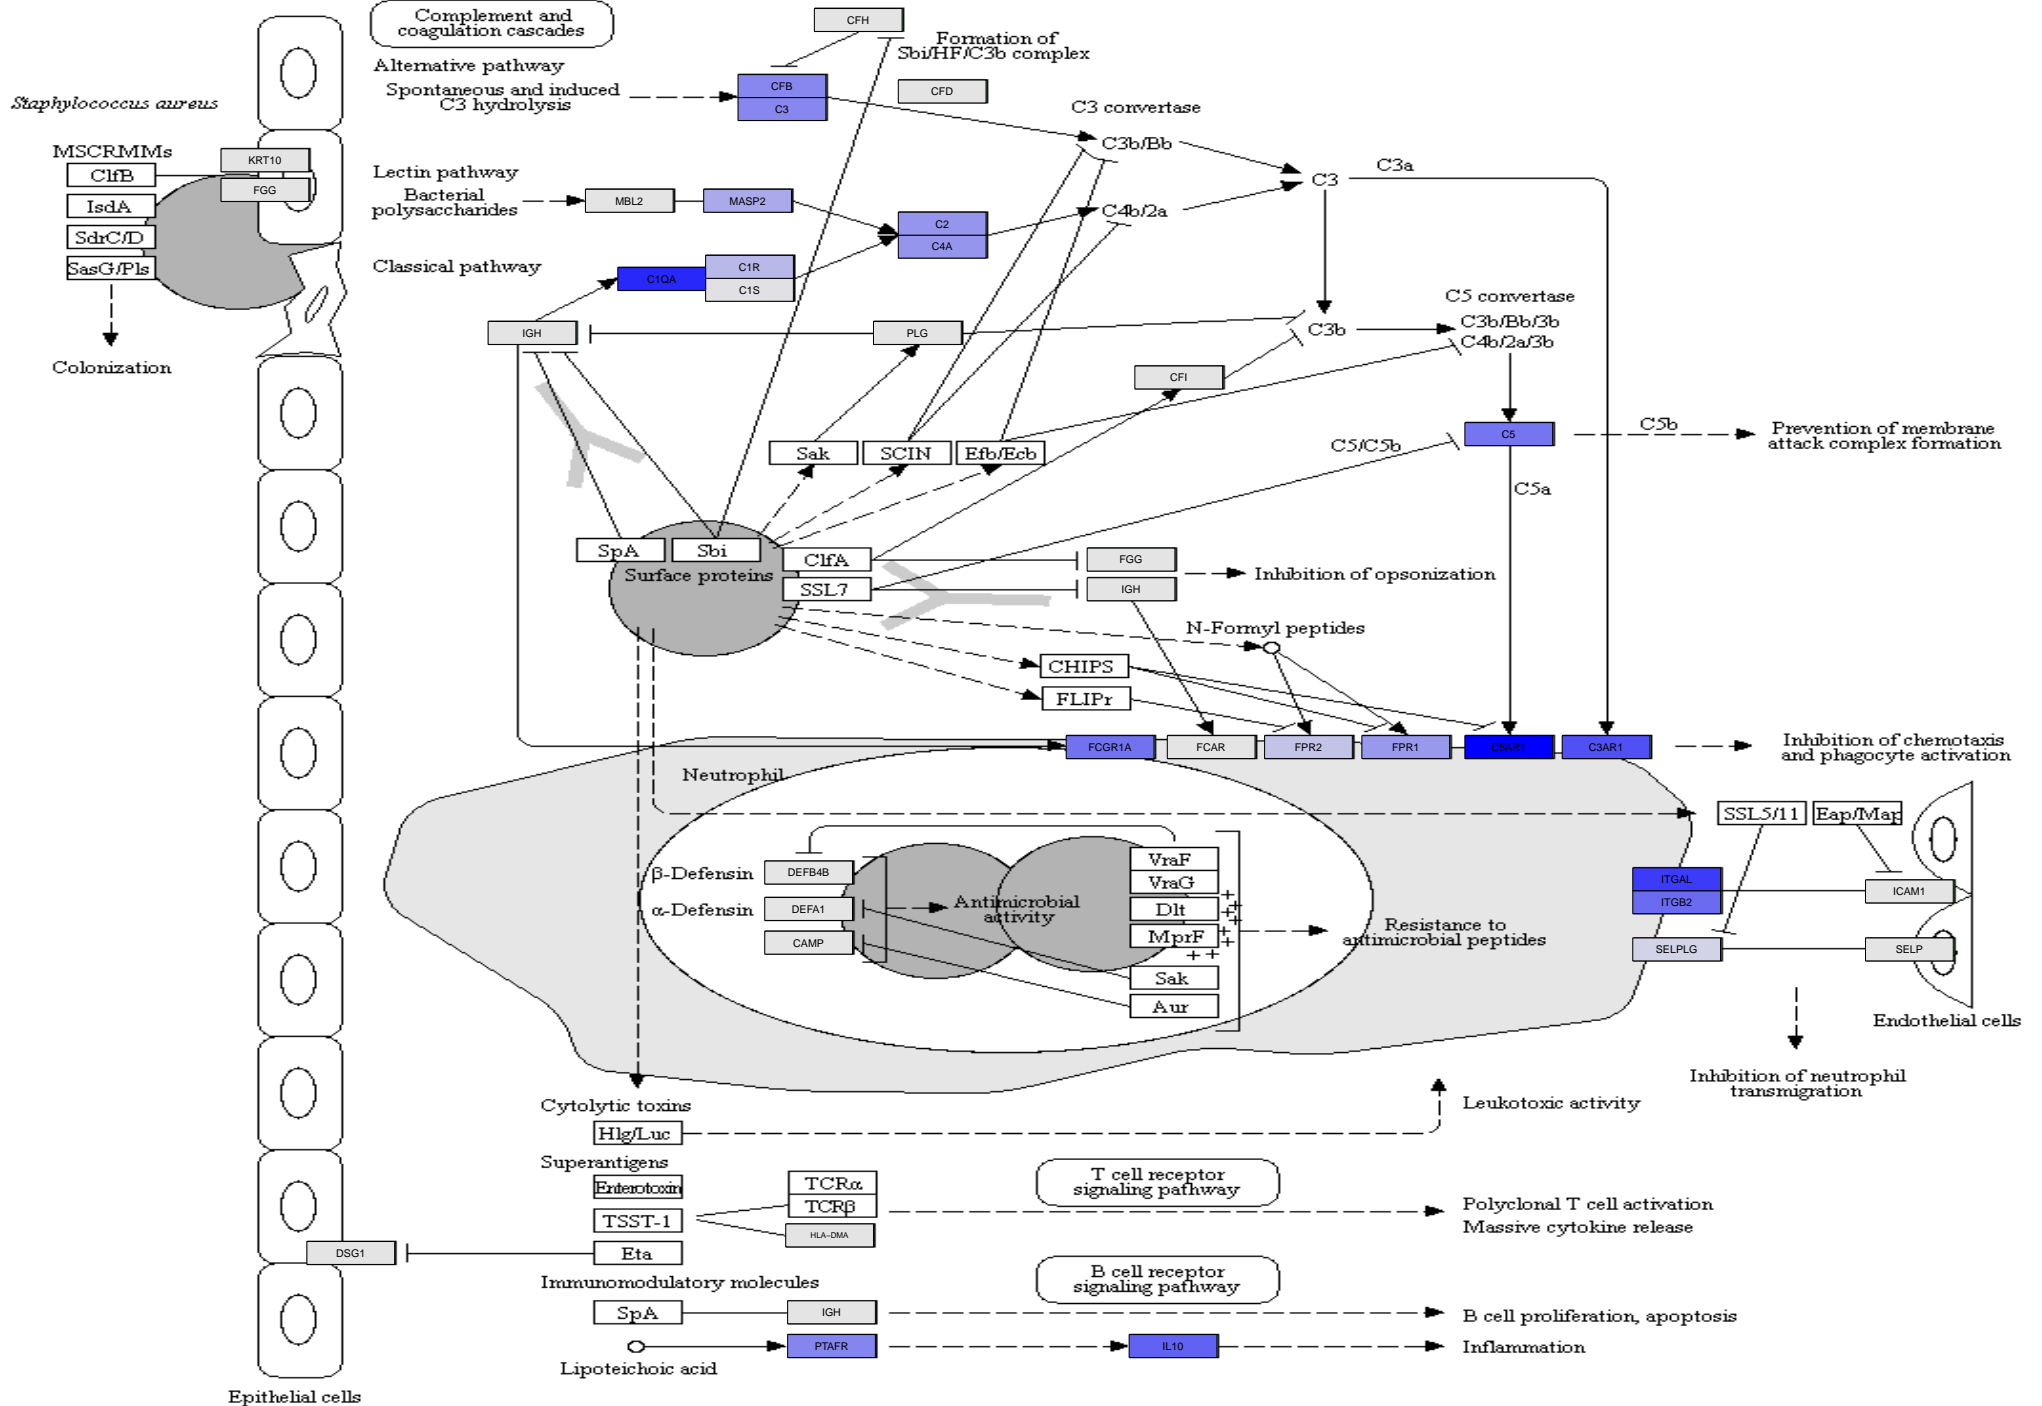 Complement and
coagulation cascades
CFH
Formation of
Sbi/HF/C3b complex
Alternative pathway
Spontaneous and induced
C3 hydrolysis
CFB
C3
CFD
C3 convertase
C3b/Bb
Staphylococcus aureus
MSCRMMs
ClfB
IsdA
SdrC/D
SasG/Pls
Colonization
KRT10
FGG
Lectin pathway
Bacterial
polysaccharides
MBL2
MASP2
C2
C4A
C4b/2a
C3
C3a
Classical pathway
C1QA
C1R
C1S
IGH
PLG
C3b
C5 convertase
C3b/Bb/3b
C4b/2a/3b
CFI
Sak
SCIN
Efb/Ecb
C5/C5b
C5
C5b
Prevention of membrane
attack complex formation
C5a
SpA
Sbi
Surface proteins
ClfA
SSL7
FGG
IGH
Inhibition of opsonization
N-Formyl peptides
CHIPS
FLIPr
FCGR1A
FCAR
FPR2
FPR1
C5AR1
C3AR1
Inhibition of chemotaxis
and phagocyte activation
Neutrophil
SSL5/11
Eap/Map
β-Defensin
DEFB4B
α-Defensin
DEFA1
CAMP
Antimicrobial
activity
VraF
VraG
Dlt
MprF
Sak
Aur
+
+
+
+
+
+
+
+ +
Resistance to
antimicrobial peptides
ITGAL
ITGB2
ICAM1
SELPLG
SELP
Endothelial cells
Inhibition of neutrophil
transmigration
Cytolytic toxins
Hlg/Luc
Leukotoxic activity
Superantigens
Enterotoxin
TSST-1
Eta
TCRα
TCRβ
HLA−DMA
T cell receptor
signaling pathway
Polyclonal T cell activation
Massive cytokine release
DSG1
Immunomodulatory molecules
SpA
IGH
B cell receptor
signaling pathway
B cell proliferation, apoptosis
Lipoteichoic acid
PTAFR
IL10
Inflammation
Epithelial cells